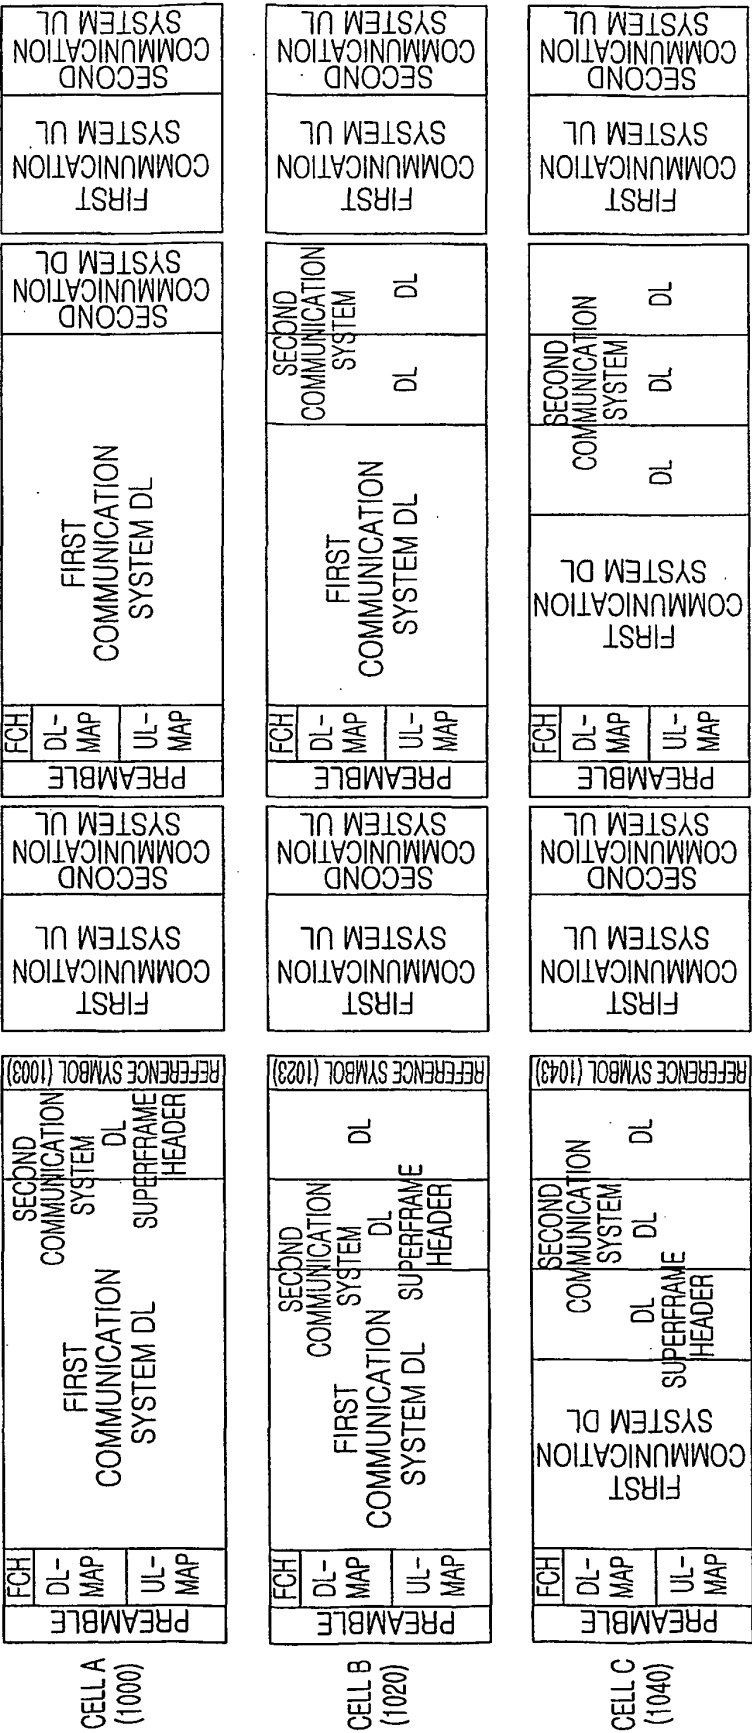 CELL A
(1000)
PREAMBLE
FCH
DL-
MAP
UL-
MAP
FIRST
COMMUNICATION
SYSTEM DL
SECOND
COMMUNICATION
SYSTEM
DL
SUPERFRAME
HEADER
REFERENCE SYMBOL (1003)
FIRST
COMMUNICATION
SYSTEM UL
SECOND
COMMUNICATION
SYSTEM UL
PREAMBLE
FCH
DL-
MAP
UL-
MAP
FIRST
COMMUNICATION
SYSTEM DL
SECOND
COMMUNICATION
SYSTEM DL
FIRST
COMMUNICATION
SYSTEM UL
SECOND
COMMUNICATION
SYSTEM UL
CELL B
(1020)
PREAMBLE
FCH
DL-
MAP
UL-
MAP
FIRST
COMMUNICATION
SYSTEM DL
SECOND
COMMUNICATION
SYSTEM
DL
SUPERFRAME
HEADER
DL
REFERENCE SYMBOL (1023)
FIRST
COMMUNICATION
SYSTEM UL
SECOND
COMMUNICATION
SYSTEM UL
PREAMBLE
FCH
DL-
MAP
UL-
MAP
FIRST
COMMUNICATION
SYSTEM DL
SECOND
COMMUNICATION
SYSTEM
DL
DL
FIRST
COMMUNICATION
SYSTEM UL
SECOND
COMMUNICATION
SYSTEM UL
CELL C
(1040)
PREAMBLE
FCH
DL-
MAP
UL-
MAP
FIRST
COMMUNICATION
SYSTEM DL
SECOND
COMMUNICATION
SYSTEM
DL
SUPERFRAME
HEADER
DL
DL
REFERENCE SYMBOL (1043)
FIRST
COMMUNICATION
SYSTEM UL
SECOND
COMMUNICATION
SYSTEM UL
PREAMBLE
FCH
DL-
MAP
UL-
MAP
FIRST
COMMUNICATION
SYSTEM DL
SECOND
COMMUNICATION
SYSTEM
DL
DL
DL
FIRST
COMMUNICATION
SYSTEM UL
SECOND
COMMUNICATION
SYSTEM UL